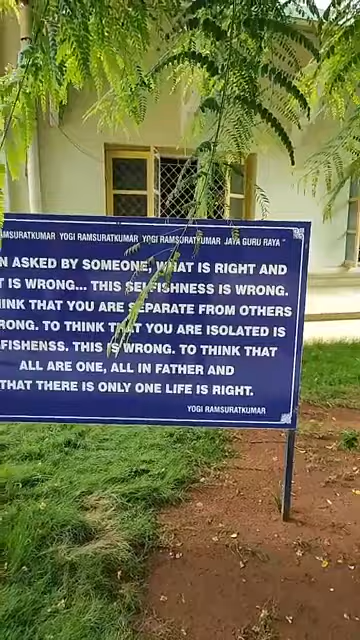 RAMSURATKUMAR YOGI RAMSURATKUMAR YOGI RAMSURATKUMAR JAYA GURU RAYA
N ASKED BY SOMEONE, WHAT IS RIGHT AND
T IS WRONG... THIS SELFISHNESS IS WRONG.
INK THAT YOU ARE SEPARATE FROM OTHERS
RONG. TO THINK THAT YOU ARE ISOLATED IS
FISHENSS. THIS IS WRONG. TO THINK THAT
ALL ARE ONE, ALL IN FATHER AND
THAT THERE IS ONLY ONE LIFE IS RIGHT.
YOGI RAMSURATKUMAR